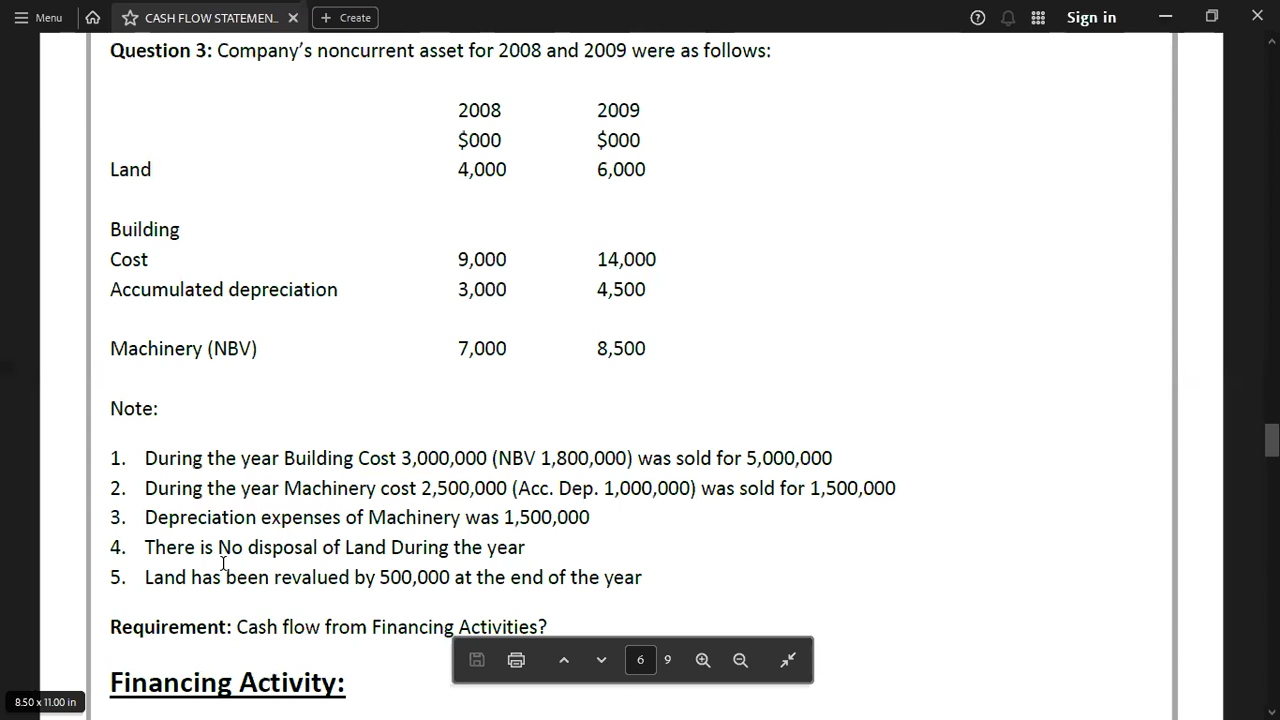 Menu CASH FLOW STATEMEN... Create Sign in
Question 3: Company's noncurrent asset for 2008 and 2009 were as follows:
2008 2009
$000 $000
Land 4,000 6,000
Building
Cost 9,000 14,000
Accumulated depreciation 3,000 4,500
Machinery (NBV) 7,000 8,500
Note:
1. During the year Building Cost 3,000,000 (NBV 1,800,000) was sold for 5,000,000
2. During the year Machinery cost 2,500,000 (Acc. Dep. 1,000,000) was sold for 1,500,000
3. Depreciation expenses of Machinery was 1,500,000
4. There is No disposal of Land During the year
5. Land has been revalued by 500,000 at the end of the year
Requirement: Cash flow from Financing Activities?
6 9
Financing Activity:
8.50 x 11.00 in